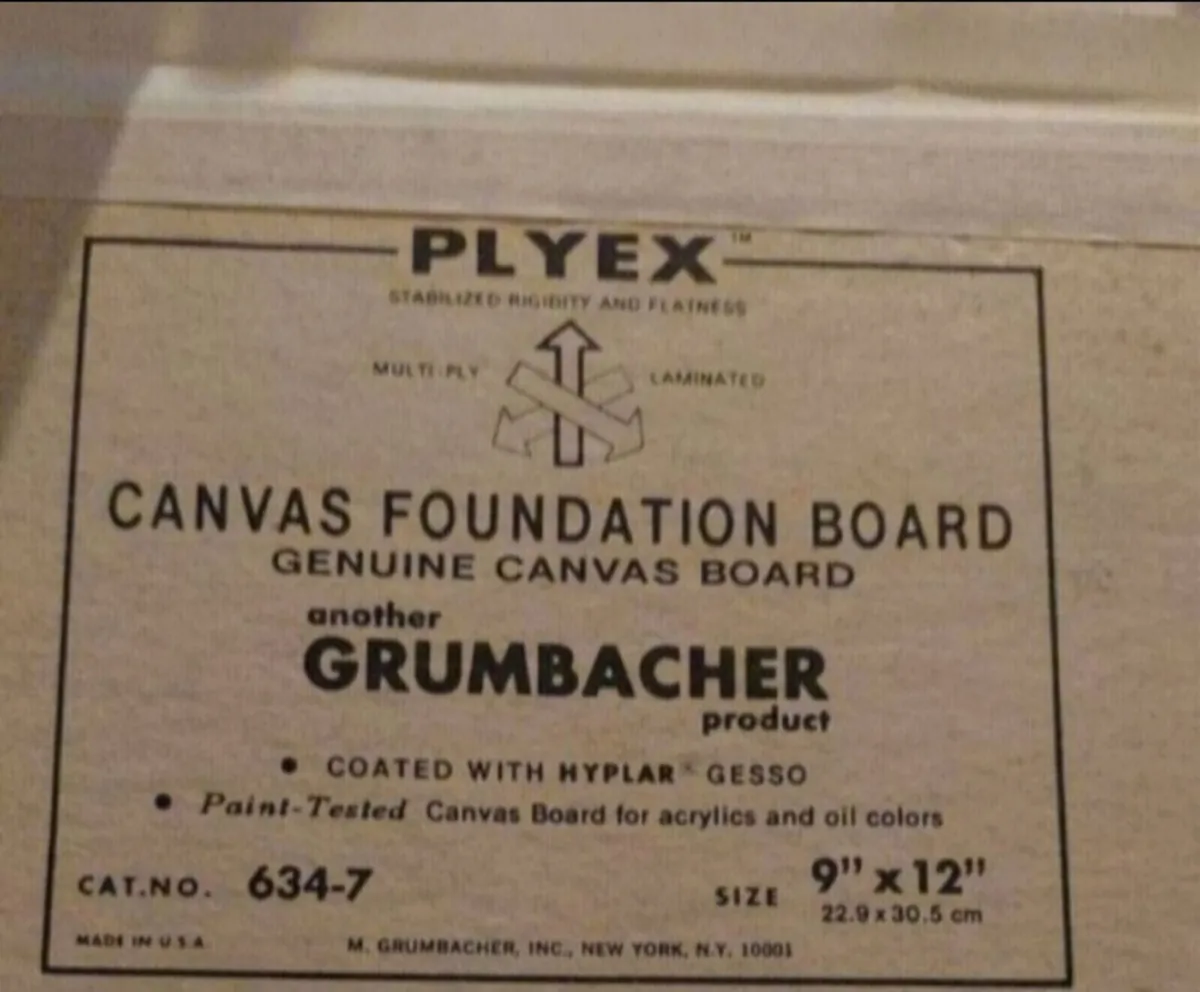 PLYEX™
STABILIZED RIGIDITY AND FLATNESS
MULTI-PLY LAMINATED
CANVAS FOUNDATION BOARD
GENUINE CANVAS BOARD
another
GRUMBACHER
product
• COATED WITH HYPLAR® GESSO
• Paint-Tested Canvas Board for acrylics and oil colors
CAT.NO. 634-7 SIZE 9" x 12"
22.9 x 30.5 cm
MADE IN U.S.A. M. GRUMBACHER, INC., NEW YORK, N.Y. 10001